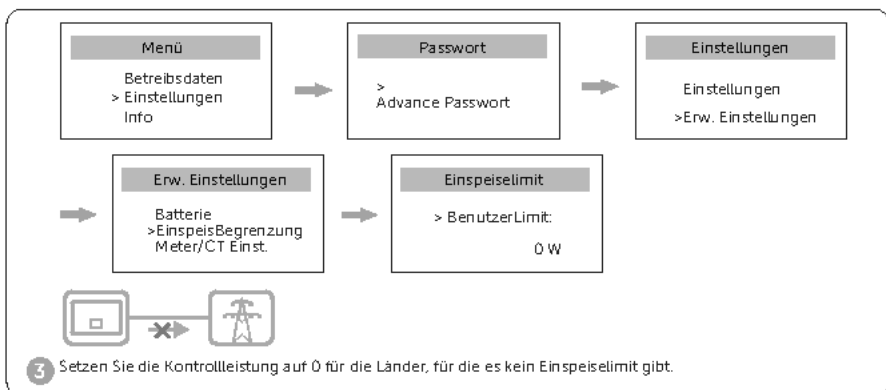 Menü
Betreibsdaten
> Einstellungen
Info
Passwort
>
Advance Passwort
Einstellungen
Einstellungen
>Erw. Einstellungen
Erw. Einstellungen
Batterie
>EinspeisBegrenzung
Meter/CT Einst.
Einspeiselimit
> BenutzerLimit:
0 W
3 Setzen Sie die Kontrollleistung auf 0 für die Länder, für die es kein Einspeiselimit gibt.